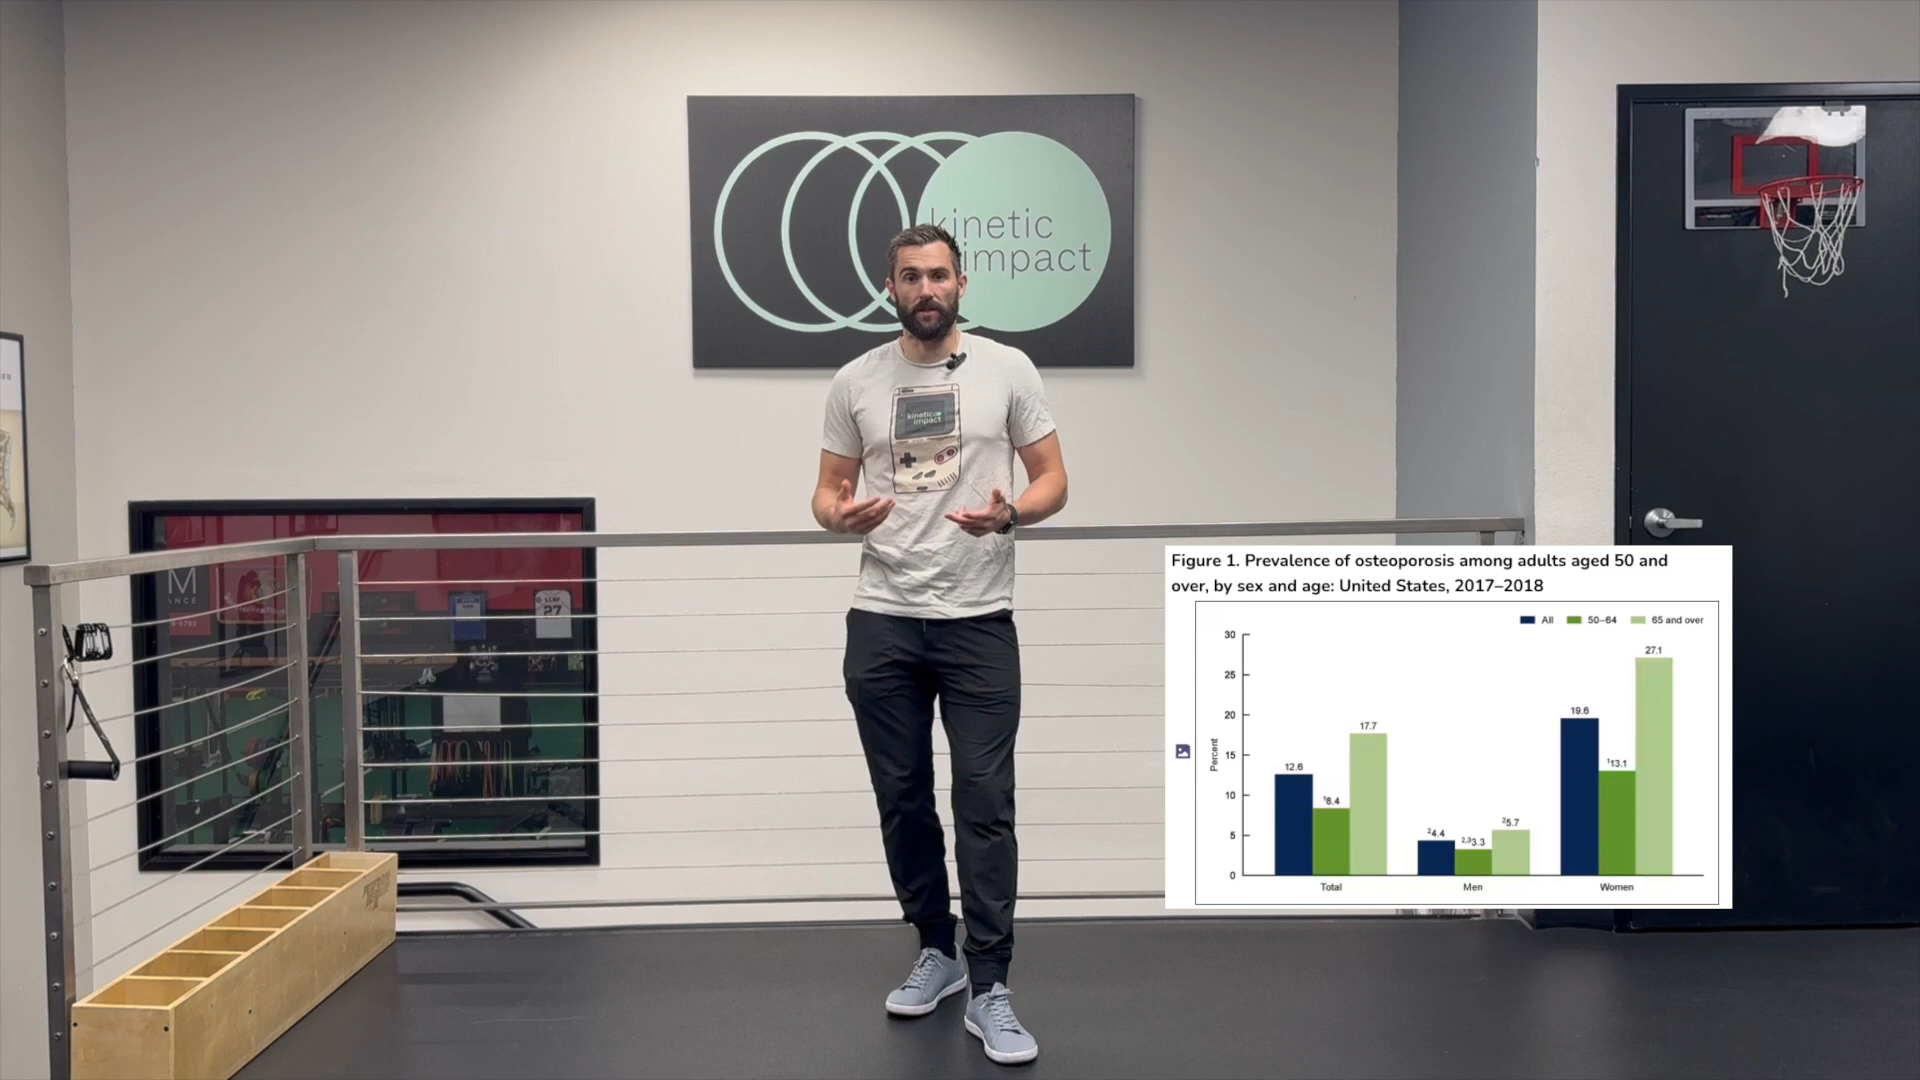 kinetic
impact
kinetic
impact
M
NCE
27
Figure 1. Prevalence of osteoporosis among adults aged 50 and
over, by sex and age: United States, 2017–2018
All 50–64 65 and over
Percent
30
25
20
15
10
5
0
12.6
¹8.4
17.7
²4.4
²,³3.3
²5.7
19.6
¹13.1
27.1
Total Men Women